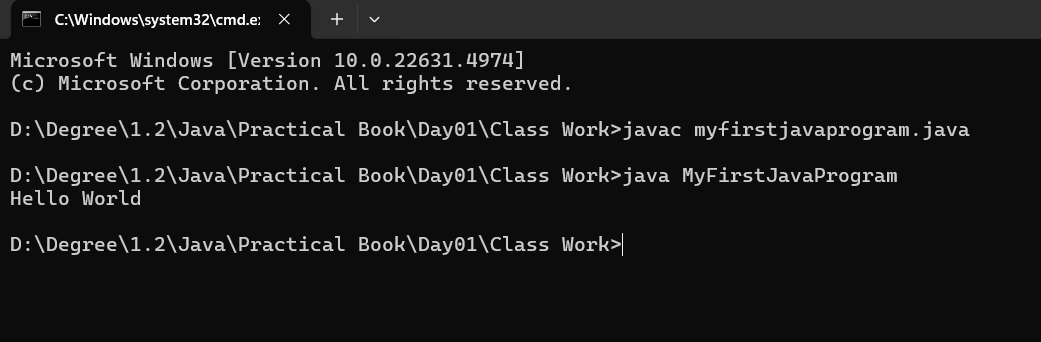 C:\Windows\system32\cmd.e
Microsoft Windows [Version 10.0.22631.4974]
(c) Microsoft Corporation. All rights reserved.
D:\Degree\1.2\Java\Practical Book\Day01\Class Work>javac myfirstjavaprogram.java
D:\Degree\1.2\Java\Practical Book\Day01\Class Work>java MyFirstJavaProgram
Hello World
D:\Degree\1.2\Java\Practical Book\Day01\Class Work>